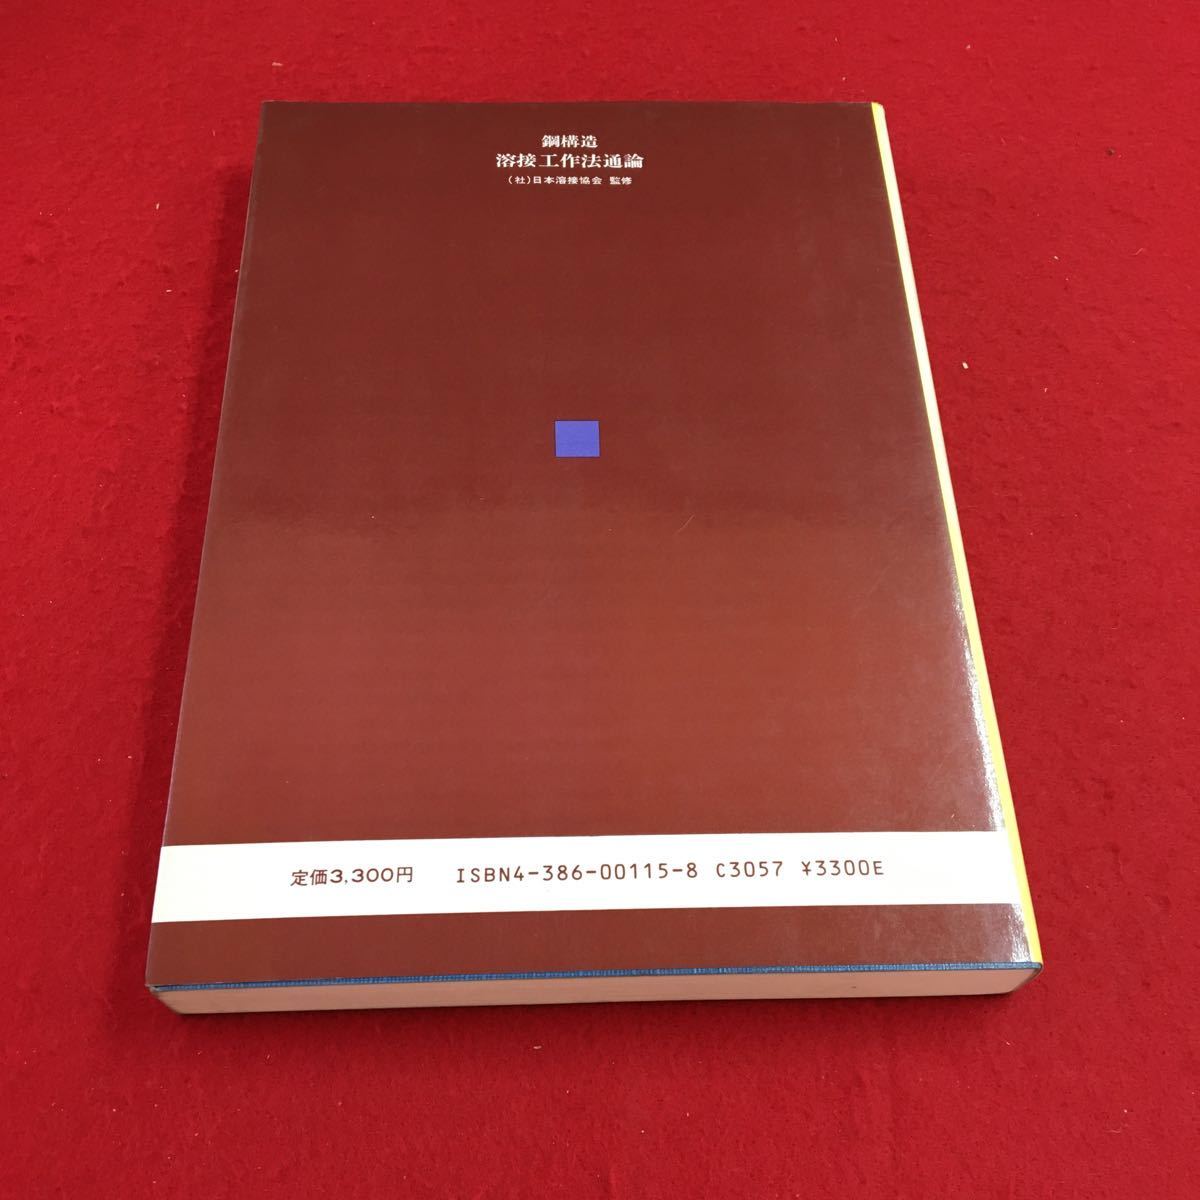 鋼構造
溶接工作法通論
(社)日本溶接協会 監修
定価3,300円 ISBN4-386-00115-8 C3057 ¥3300E